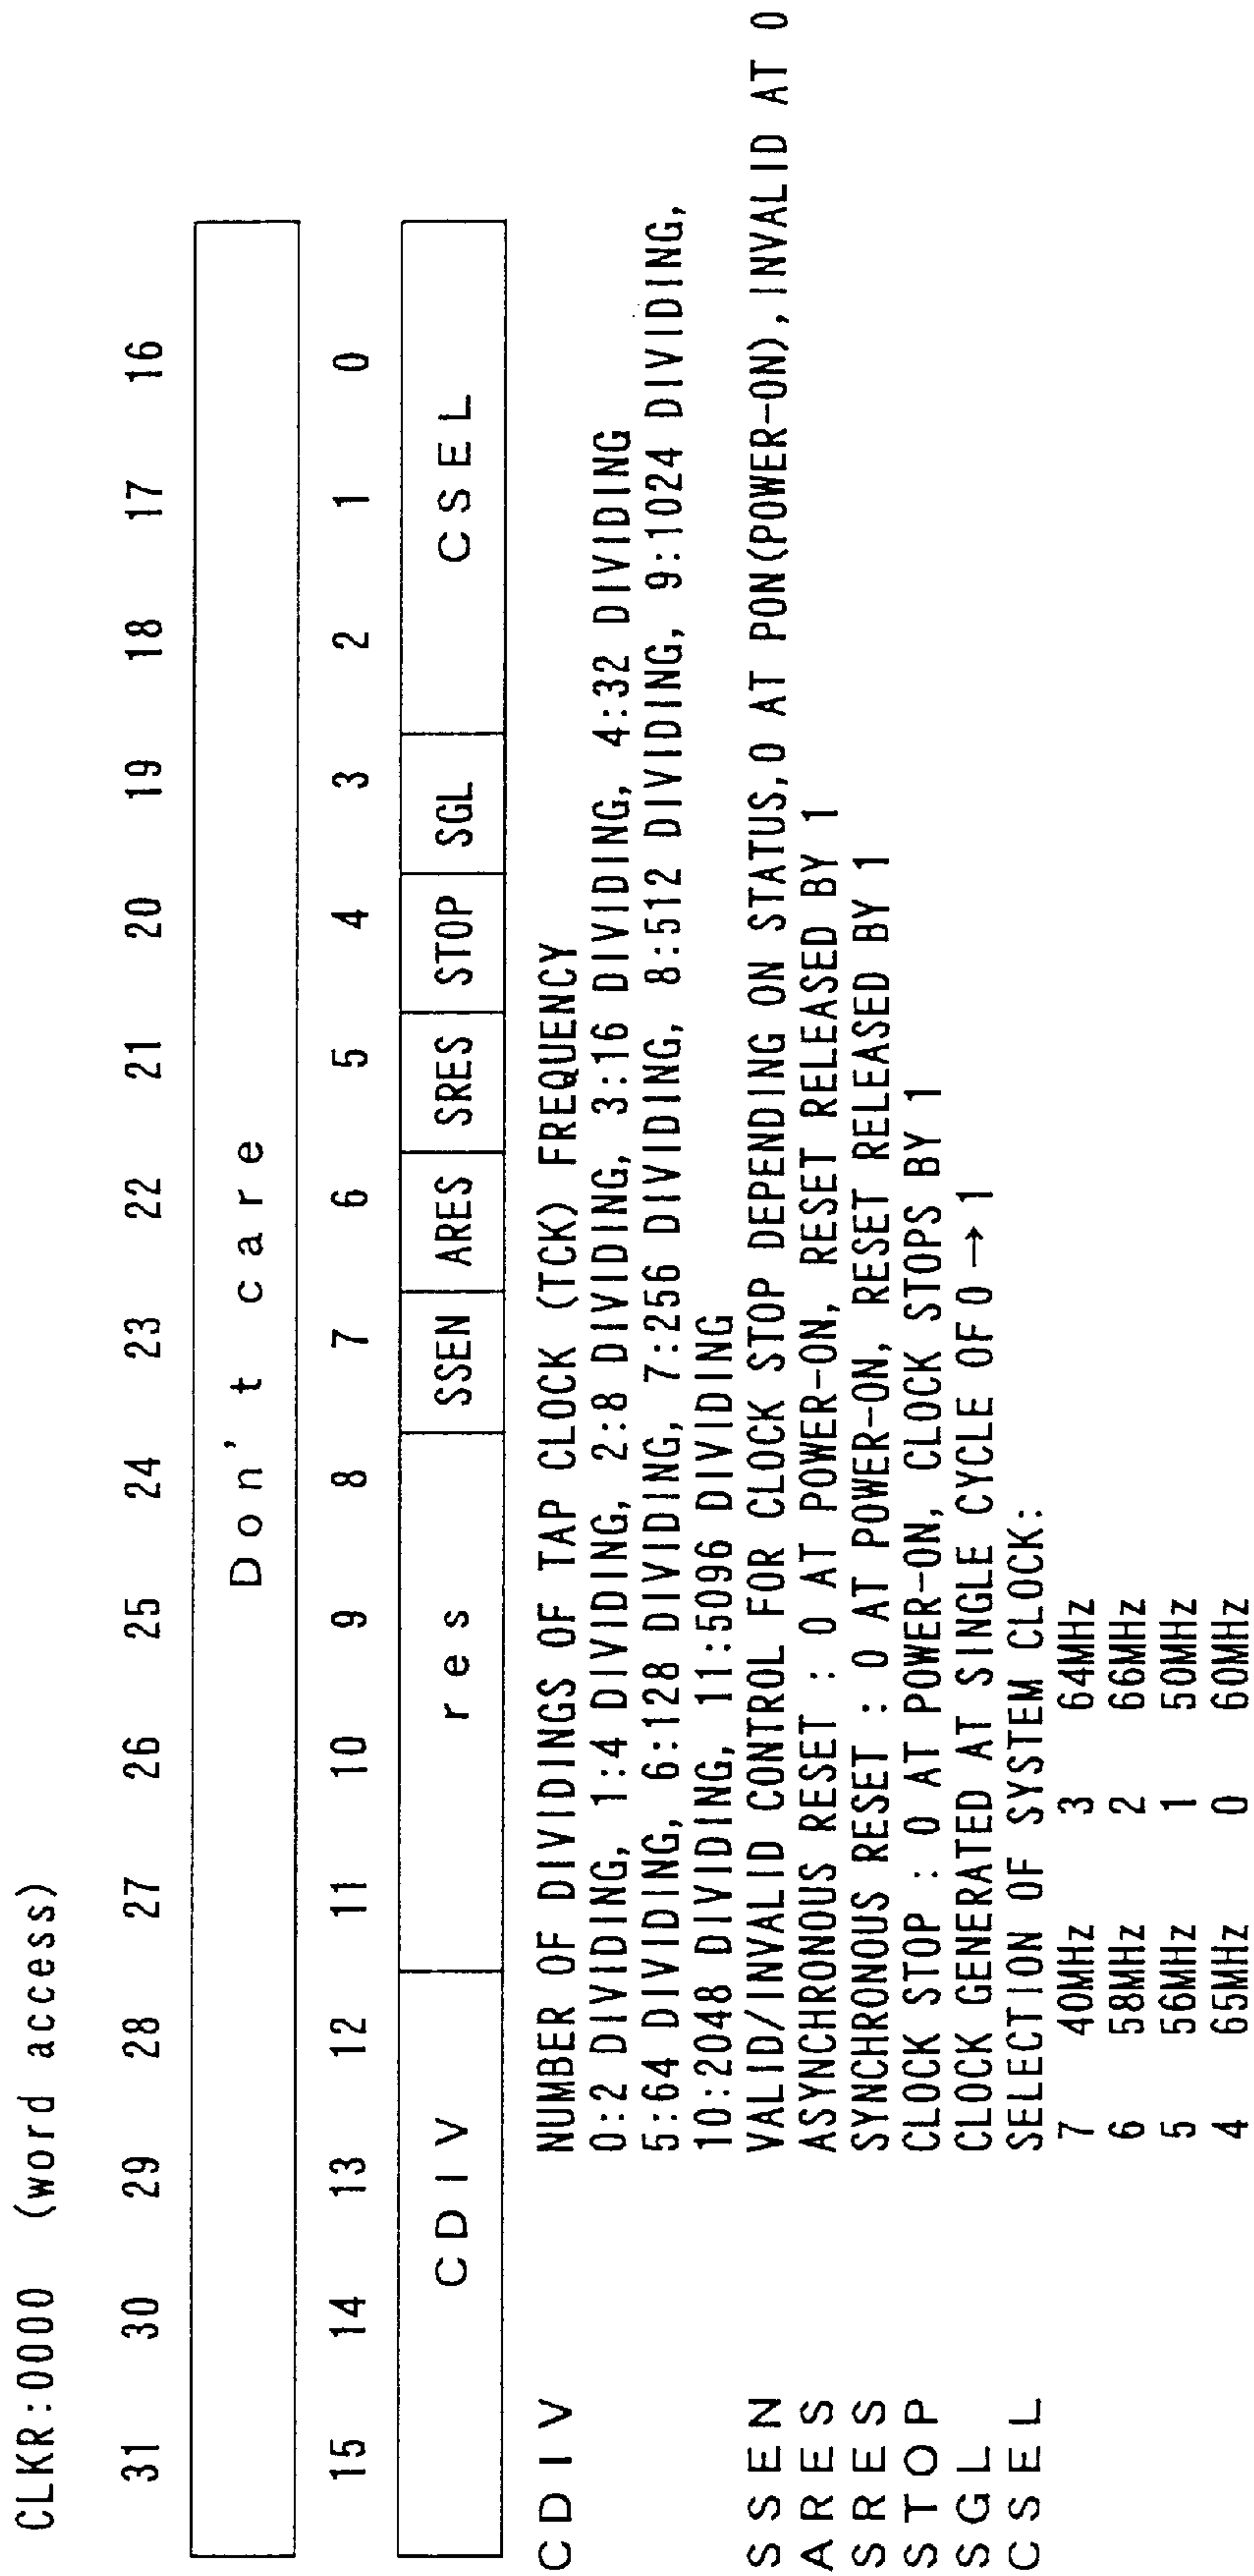 CLKR:0000 (word access)
31 30 29 28 27 26 25 24 23 22 21 20 19 18 17 16
Don't care
15 14 13 12 11 10 9 8 7 6 5 4 3 2 1 0
CDIV res SSEN ARES SRES STOP SGL CSEL
CDIV NUMBER OF DIVIDINGS OF TAP CLOCK (TCK) FREQUENCY
0:2 DIVIDING, 1:4 DIVIDING, 2:8 DIVIDING, 3:16 DIVIDING, 4:32 DIVIDING
5:64 DIVIDING, 6:128 DIVIDING, 7:256 DIVIDING, 8:512 DIVIDING, 9:1024 DIVIDING,
10:2048 DIVIDING, 11:5096 DIVIDING
SSEN VALID/INVALID CONTROL FOR CLOCK STOP DEPENDING ON STATUS,0 AT PON(POWER-ON),INVALID AT 0
ARES ASYNCHRONOUS RESET : 0 AT POWER-ON, RESET RELEASED BY 1
SRES SYNCHRONOUS RESET : 0 AT POWER-ON, RESET RELEASED BY 1
STOP CLOCK STOP : 0 AT POWER-ON, CLOCK STOPS BY 1
SGL CLOCK GENERATED AT SINGLE CYCLE OF 0 → 1
CSEL SELECTION OF SYSTEM CLOCK:
7 40MHz 3 64MHz
6 58MHz 2 66MHz
5 56MHz 1 50MHz
4 65MHz 0 60MHz